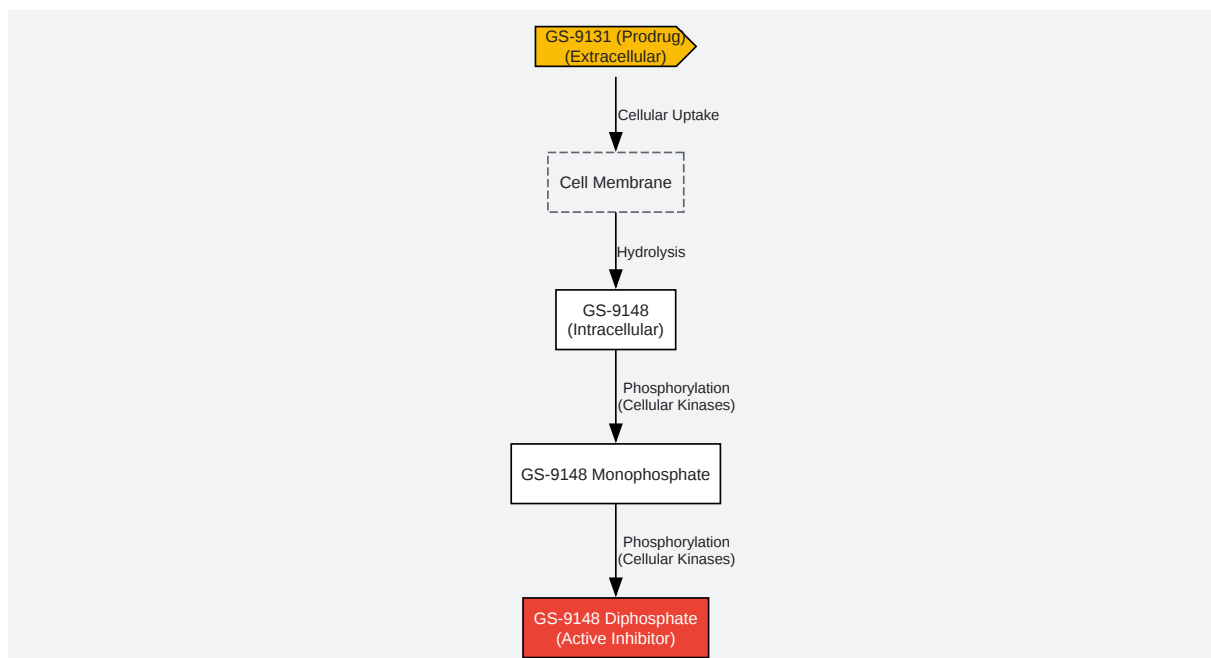 GS-9131 (Prodrug)
(Extracellular)
Cellular Uptake
Cell Membrane
Hydrolysis
GS-9148
(Intracellular)
Phosphorylation
(Cellular Kinases)
GS-9148 Monophosphate
Phosphorylation
(Cellular Kinases)
GS-9148 Diphosphate
(Active Inhibitor)